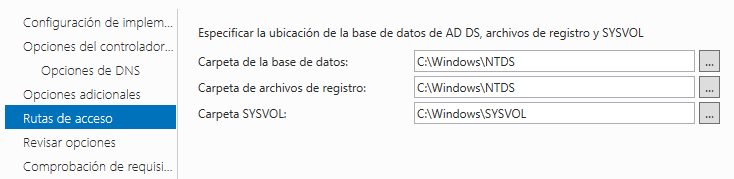 Configuración de implem...
Opciones del controlador...
Opciones de DNS
Opciones adicionales
Rutas de acceso
Revisar opciones
Comprobación de requisi...
Especificar la ubicación de la base de datos de AD DS, archivos de registro y SYSVOL
Carpeta de la base de datos: C:\Windows\NTDS ...
Carpeta de archivos de registro: C:\Windows\NTDS ...
Carpeta SYSVOL: C:\Windows\SYSVOL ...